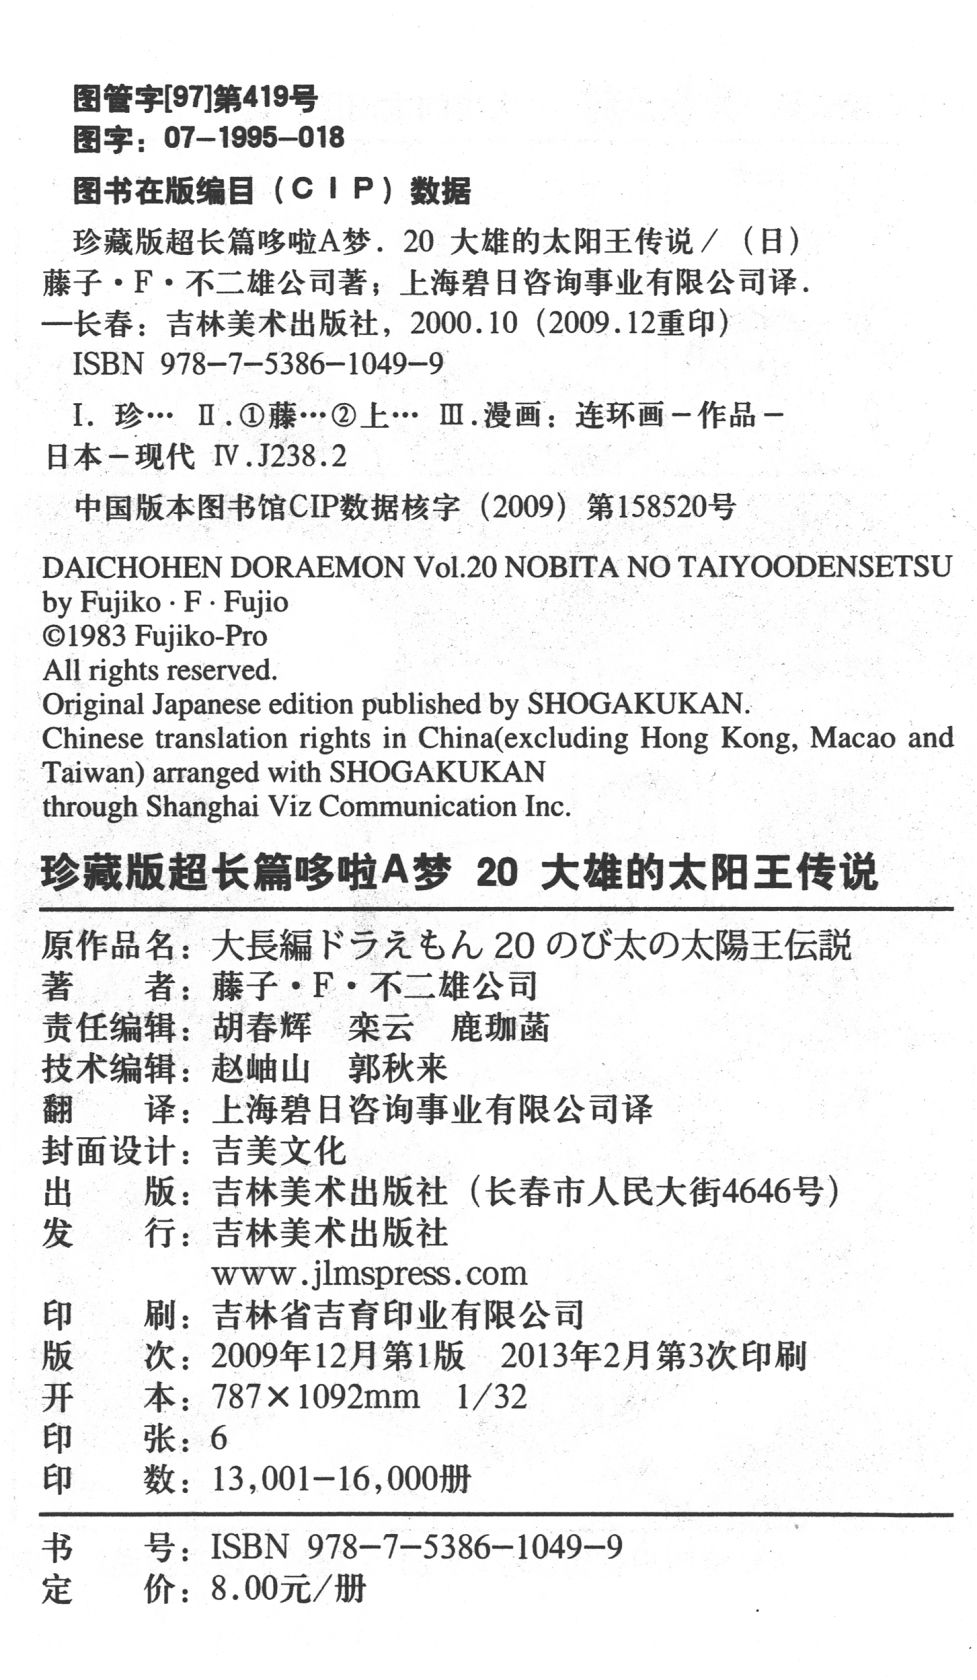 图管字[97]第419号
图字：07—1995—018
图书在版编目（CIP）数据
珍藏版超长篇哆啦A梦. 20 大雄的太阳王传说／（日）
藤子·F·不二雄公司著；上海碧日咨询事业有限公司译.
—长春：吉林美术出版社，2000.10（2009.12重印）
ISBN 978—7—5386—1049—9
Ⅰ. 珍… Ⅱ.①藤…②上… Ⅲ.漫画：连环画－作品－
日本－现代 Ⅳ.J238.2
中国版本图书馆CIP数据核字（2009）第158520号
DAICHOHEN DORAEMON Vol.20 NOBITA NO TAIYOODENSETSU
by Fujiko · F · Fujio
©1983 Fujiko-Pro
All rights reserved.
Original Japanese edition published by SHOGAKUKAN.
Chinese translation rights in China(excluding Hong Kong, Macao and
Taiwan) arranged with SHOGAKUKAN
through Shanghai Viz Communication Inc.
珍藏版超长篇哆啦A梦 20 大雄的太阳王传说
原作品名：大長編ドラえもん 20 のび太の太陽王伝説
著　　者：藤子·F·不二雄公司
责任编辑：胡春辉　栾云　鹿珈菡
技术编辑：赵岫山　郭秋来
翻　　译：上海碧日咨询事业有限公司译
封面设计：吉美文化
出　　版：吉林美术出版社（长春市人民大街4646号）
发　　行：吉林美术出版社
www.jlmspress.com
印　　刷：吉林省吉育印业有限公司
版　　次：2009年12月第1版　2013年2月第3次印刷
开　　本：787×1092mm　1/32
印　　张：6
印　　数：13,001—16,000册
书　　号：ISBN 978—7—5386—1049—9
定　　价：8.00元/册